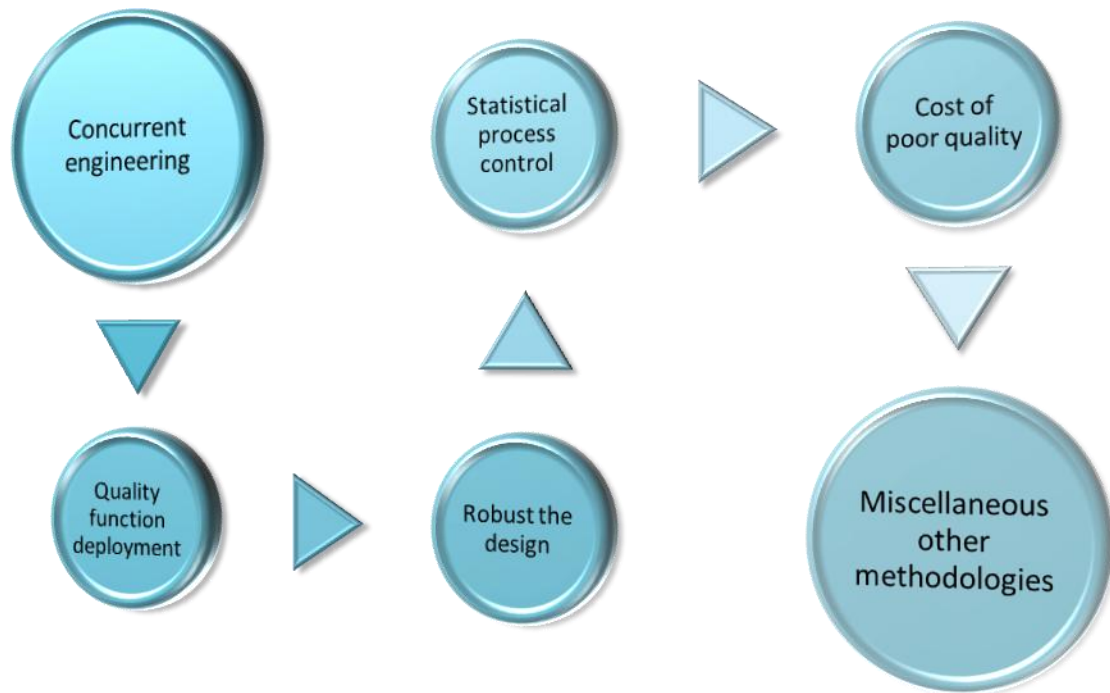 Concurrent
engineering
Quality
function
deployment
Robust the
design
Statistical
process
control
Cost of
poor quality
Miscellaneous
other
methodologies